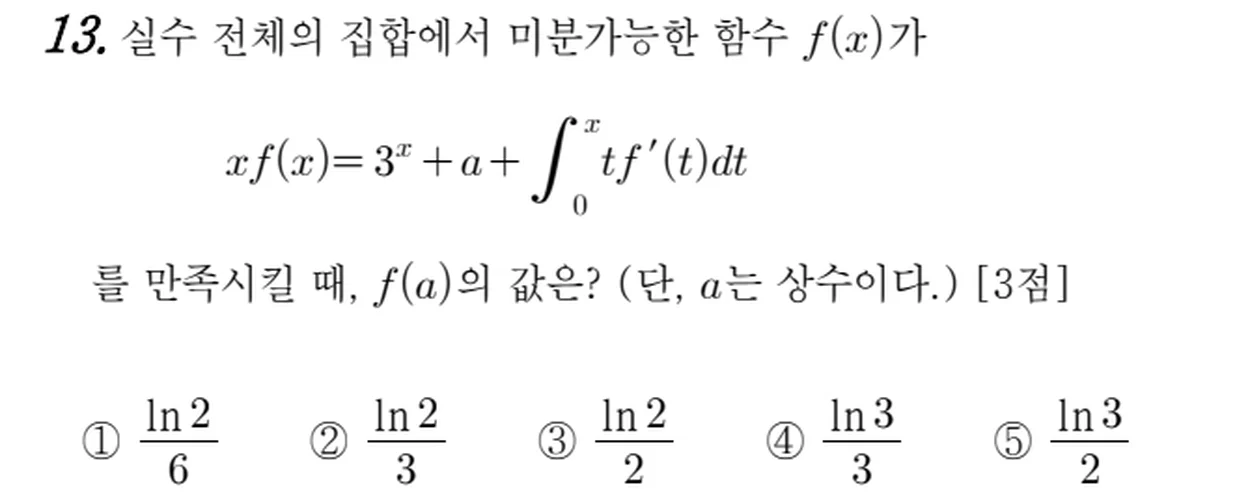 13. 실수 전체의 집합에서 미분가능한 함수 f(x)가
xf(x)=3^x+a+∫_0^x tf′(t)dt
를 만족시킬 때, f(a)의 값은? (단, a는 상수이다.) [3점]
① ln2/6 ② ln2/3 ③ ln2/2 ④ ln3/3 ⑤ ln3/2